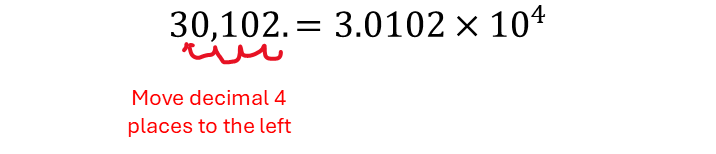 30,102. = 3.0102 × 10⁴
Move decimal 4
places to the left